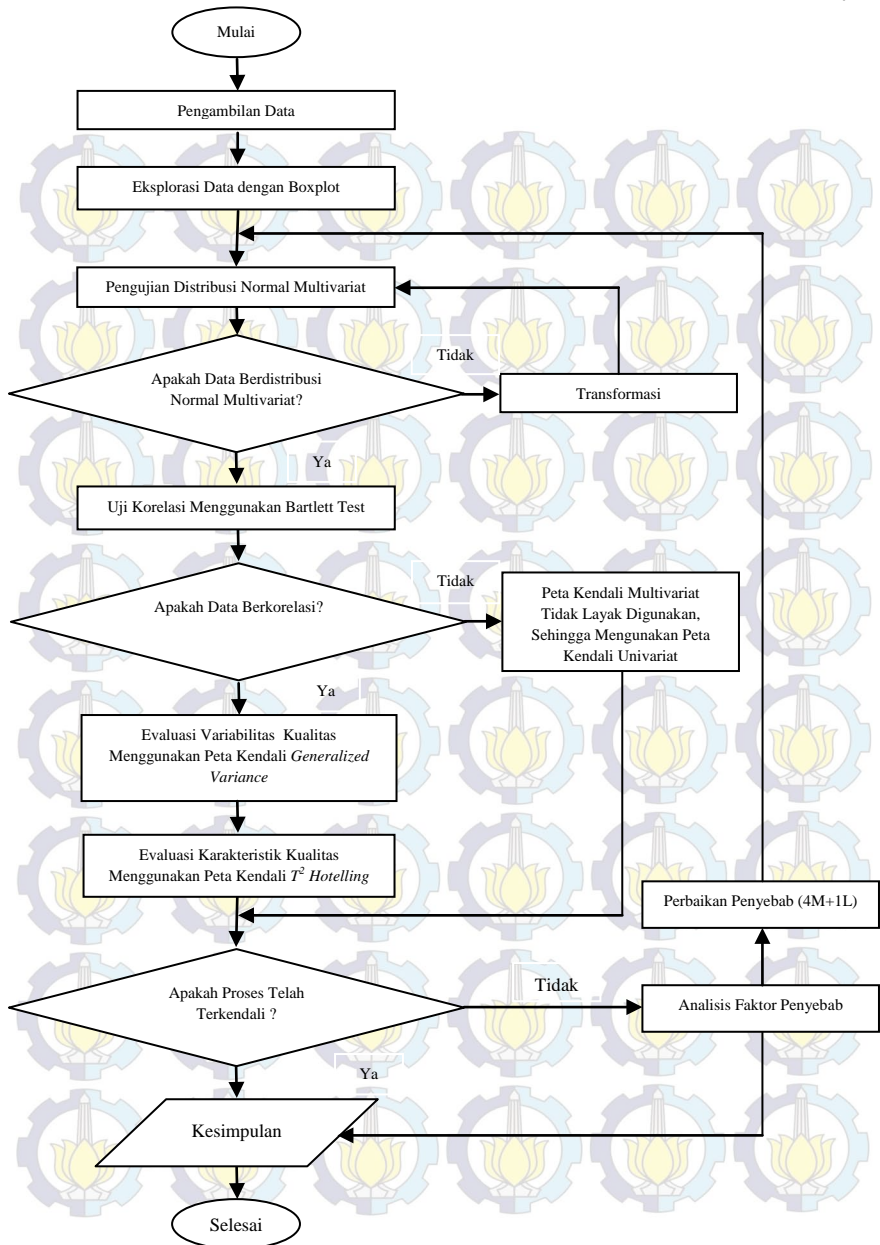 Mulai
Pengambilan Data
Eksplorasi Data dengan Boxplot
Pengujian Distribusi Normal Multivariat
Tidak
Apakah Data Berdistribusi
Normal Multivariat?
Transformasi
Ya
Uji Korelasi Menggunakan Bartlett Test
Tidak
Apakah Data Berkorelasi?
Peta Kendali Multivariat
Tidak Layak Digunakan,
Sehingga Mengunakan Peta
Kendali Univariat
Ya
Evaluasi Variabilitas Kualitas
Menggunakan Peta Kendali Generalized
Variance
Evaluasi Karakteristik Kualitas
Menggunakan Peta Kendali T² Hotelling
Perbaikan Penyebab (4M+1L)
Tidak
Apakah Proses Telah
Terkendali ?
Analisis Faktor Penyebab
Ya
Kesimpulan
Selesai